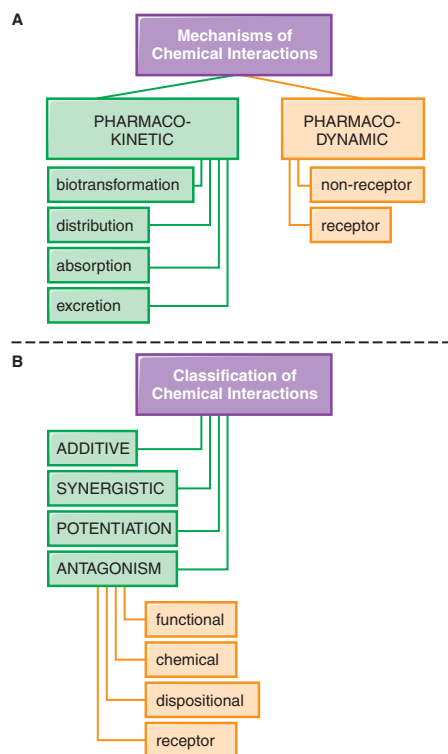 A
Mechanisms of
Chemical Interactions
PHARMACO-
KINETIC
PHARMACO-
DYNAMIC
biotransformation
distribution
absorption
excretion
non-receptor
receptor
B
Classification of
Chemical Interactions
ADDITIVE
SYNERGISTIC
POTENTIATION
ANTAGONISM
functional
chemical
dispositional
receptor